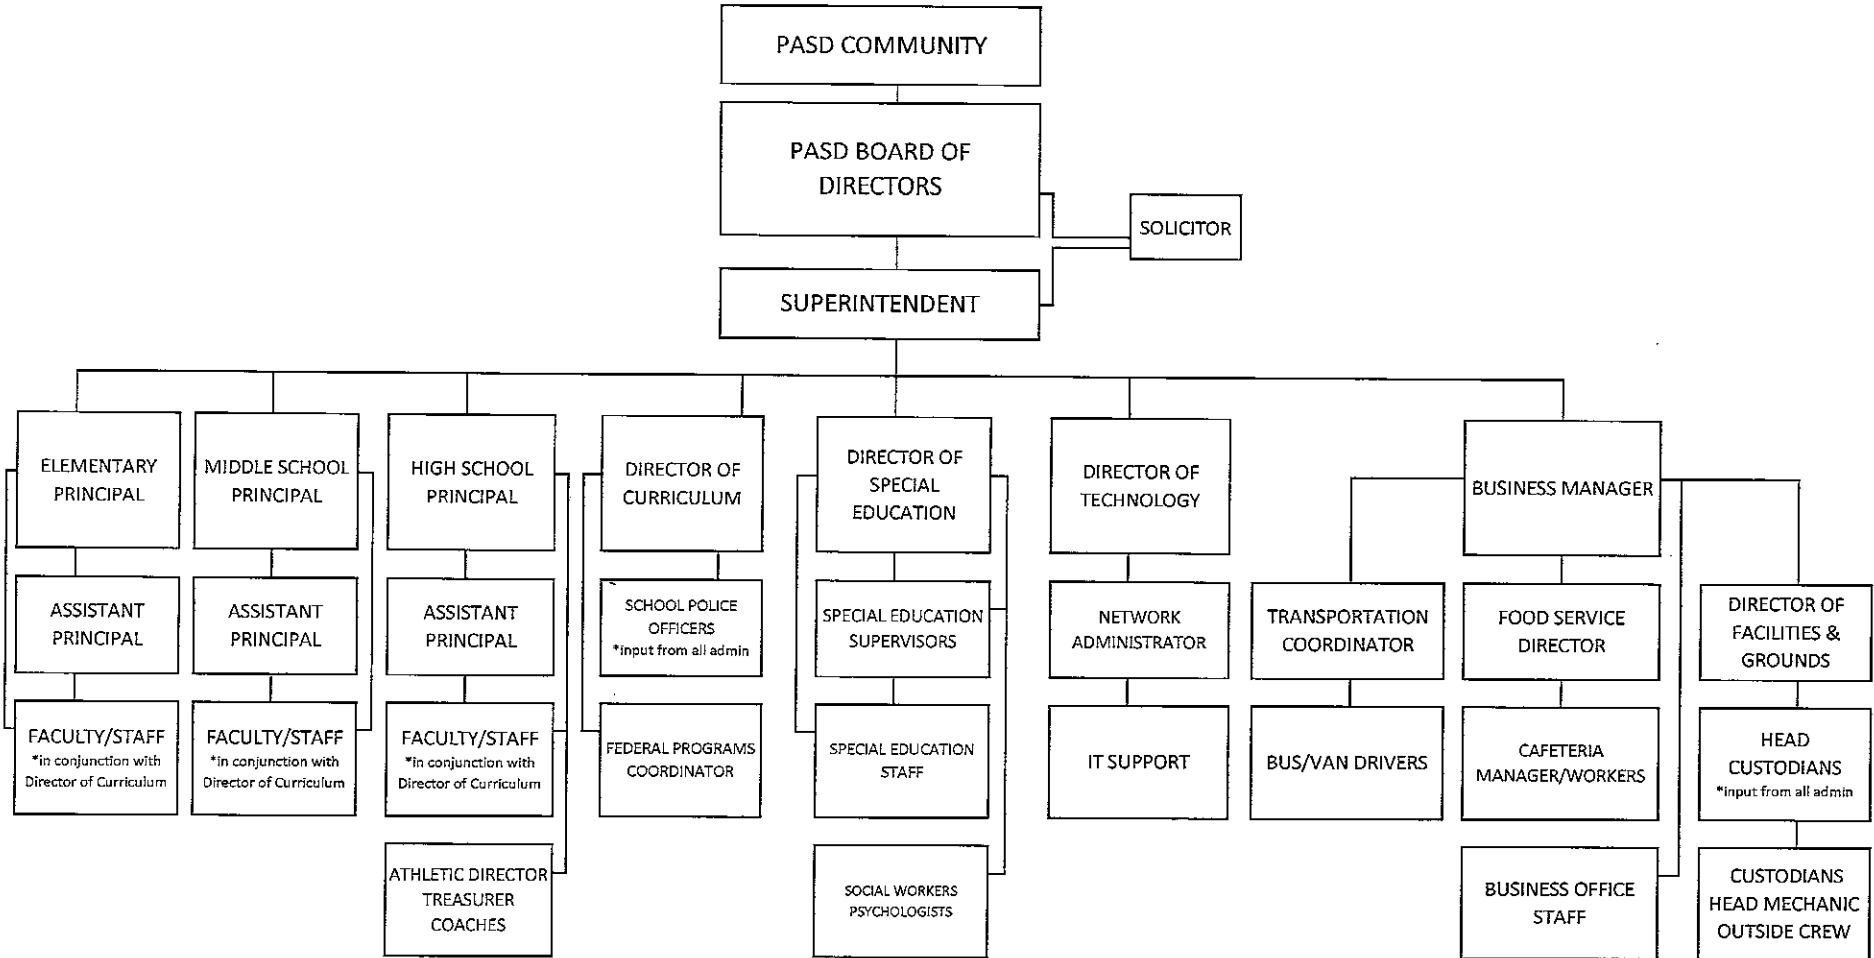 PASD COMMUNITY
PASD BOARD OF
DIRECTORS
SOLICITOR
SUPERINTENDENT
ELEMENTARY
PRINCIPAL
MIDDLE SCHOOL
PRINCIPAL
HIGH SCHOOL
PRINCIPAL
DIRECTOR OF
CURRICULUM
DIRECTOR OF
SPECIAL
EDUCATION
DIRECTOR OF
TECHNOLOGY
BUSINESS MANAGER
ASSISTANT
PRINCIPAL
ASSISTANT
PRINCIPAL
ASSISTANT
PRINCIPAL
SCHOOL POLICE
OFFICERS
*input from all admin
SPECIAL EDUCATION
SUPERVISORS
NETWORK
ADMINISTRATOR
TRANSPORTATION
COORDINATOR
FOOD SERVICE
DIRECTOR
DIRECTOR OF
FACILITIES &
GROUNDS
FACULTY/STAFF
*in conjunction with
Director of Curriculum
FACULTY/STAFF
*in conjunction with
Director of Curriculum
FACULTY/STAFF
*in conjunction with
Director of Curriculum
FEDERAL PROGRAMS
COORDINATOR
SPECIAL EDUCATION
STAFF
IT SUPPORT
BUS/VAN DRIVERS
CAFETERIA
MANAGER/WORKERS
HEAD
CUSTODIANS
*input from all admin
ATHLETIC DIRECTOR
TREASURER
COACHES
SOCIAL WORKERS
PSYCHOLOGISTS
BUSINESS OFFICE
STAFF
CUSTODIANS
HEAD MECHANIC
OUTSIDE CREW